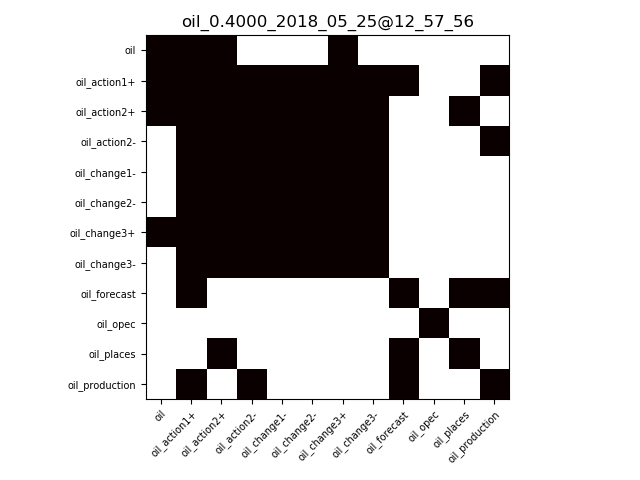 oil_0.4000_2018_05_25@12_57_56
oil
oil_action1+
oil_action2+
oil_action2-
oil_change1-
oil_change2-
oil_change3+
oil_change3-
oil_forecast
oil_opec
oil_places
oil_production
oil
oil_action1+
oil_action2+
oil_action2-
oil_change1-
oil_change2-
oil_change3+
oil_change3-
oil_forecast
oil_opec
oil_places
oil_production